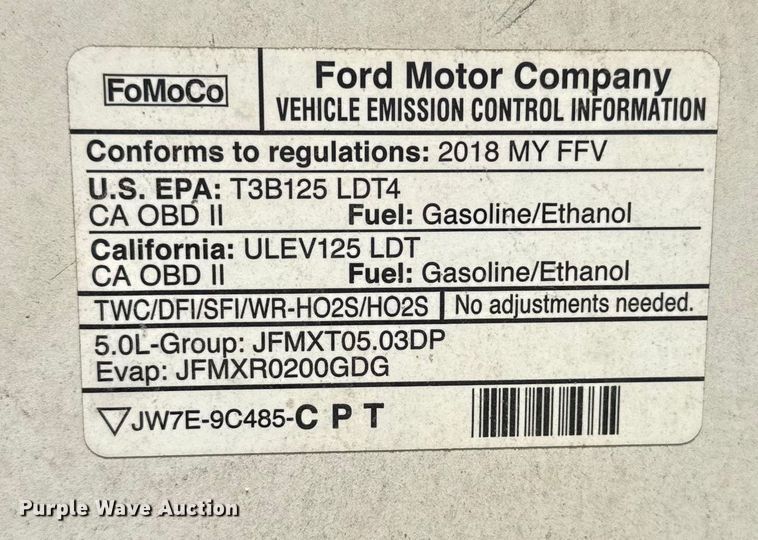 FoMoCo
Ford Motor Company
VEHICLE EMISSION CONTROL INFORMATION
Conforms to regulations: 2018 MY FFV
U.S. EPA: T3B125 LDT4
CA OBD II Fuel: Gasoline/Ethanol
California: ULEV125 LDT
CA OBD II Fuel: Gasoline/Ethanol
TWC/DFI/SFI/WR-HO2S/HO2S No adjustments needed.
5.0L-Group: JFMXT05.03DP
Evap: JFMXR0200GDG
JW7E-9C485-C P T
Purple Wave Auction